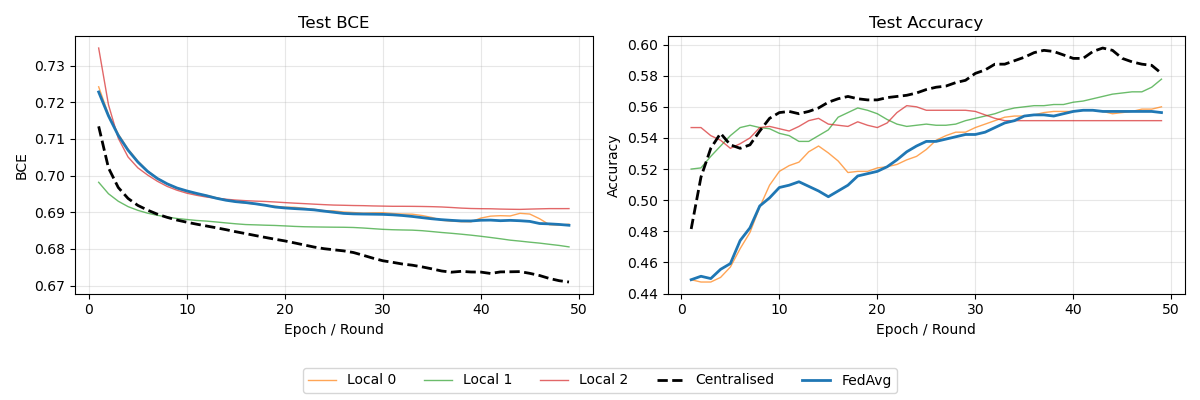 Test BCE
BCE
0.73
0.72
0.71
0.70
0.69
0.68
0.67
0 10 20 30 40 50
Epoch / Round
Test Accuracy
Accuracy
0.60
0.58
0.56
0.54
0.52
0.50
0.48
0.46
0.44
0 10 20 30 40 50
Epoch / Round
Local 0 Local 1 Local 2 Centralised FedAvg